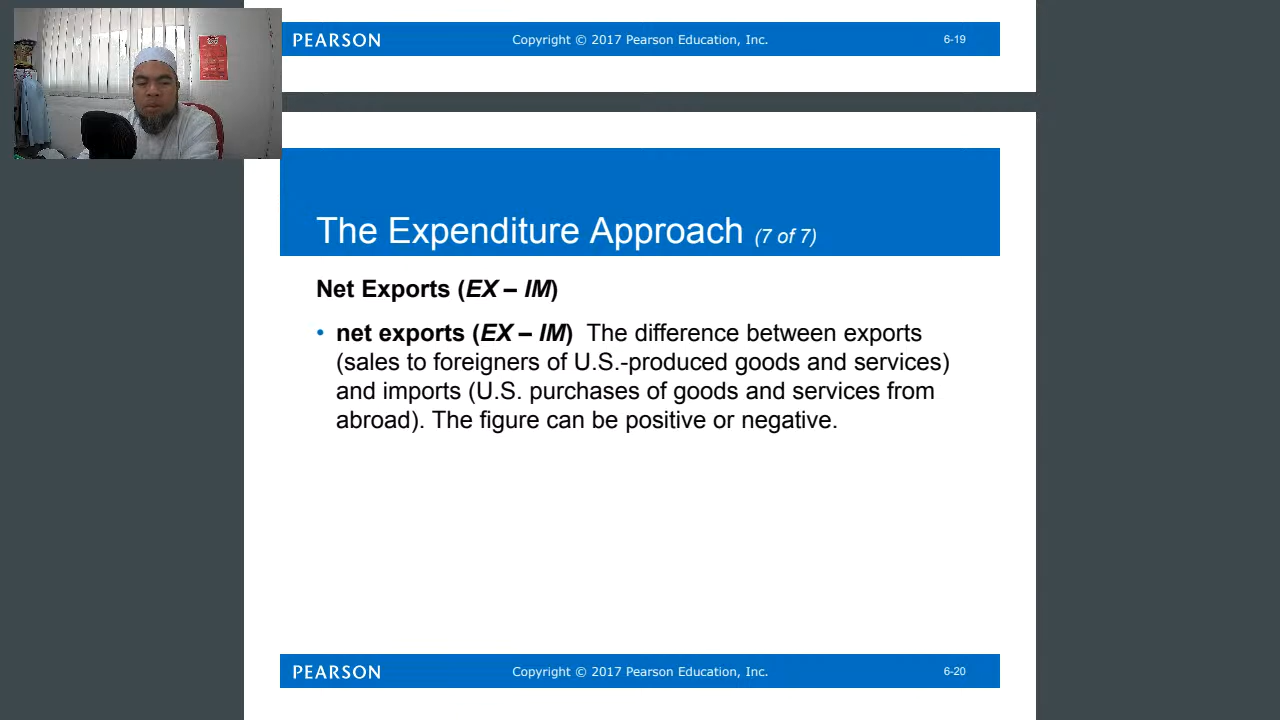 PEARSON Copyright © 2017 Pearson Education, Inc. 6-19
The Expenditure Approach (7 of 7)
Net Exports (EX – IM)
• net exports (EX – IM) The difference between exports
(sales to foreigners of U.S.-produced goods and services)
and imports (U.S. purchases of goods and services from
abroad). The figure can be positive or negative.
PEARSON Copyright © 2017 Pearson Education, Inc. 6-20